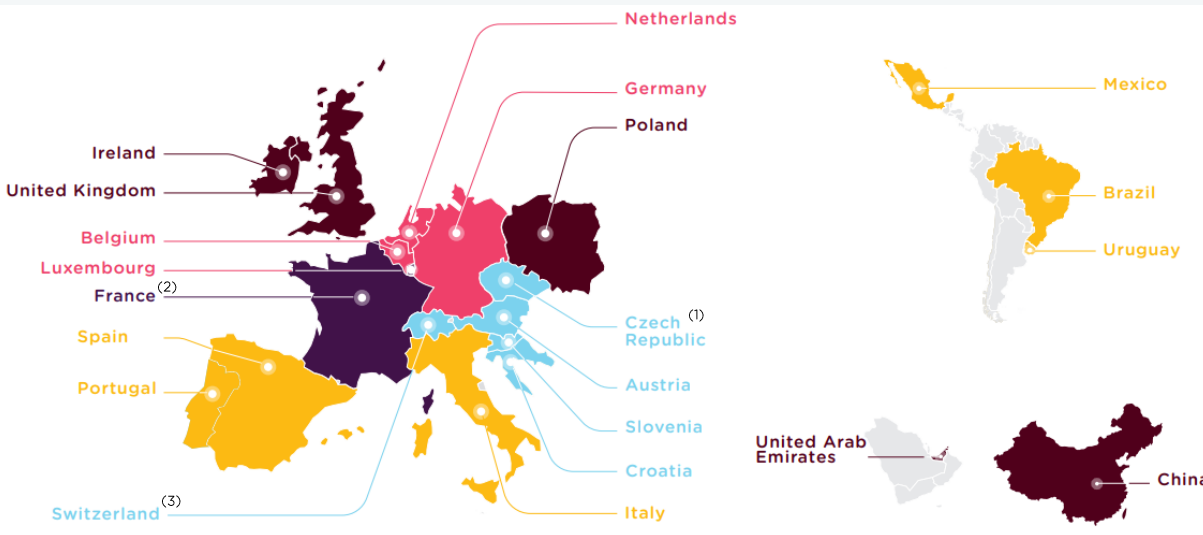 Netherlands
Germany
Poland
Ireland
United Kingdom
Belgium
Luxembourg
France (2)
Spain
Portugal
Switzerland (3)
Czech (1)
Republic
Austria
Slovenia
Croatia
Italy
Mexico
Brazil
Uruguay
United Arab
Emirates
China